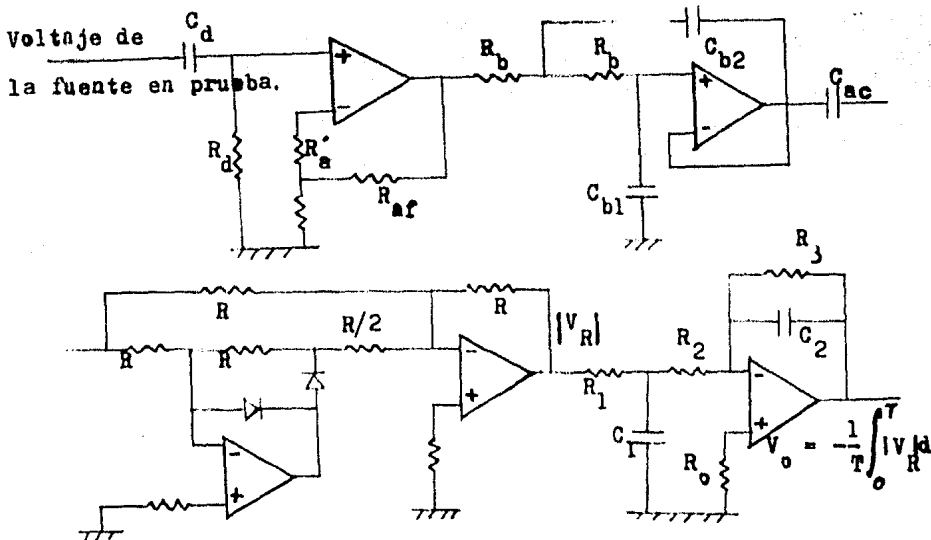 Voltaje de
la fuente en prueba.
C_d
R_d
+
-
R_a'
R_af
R_b
R_b
C_b2
C_b1
+
-
C_ac
R
R
R
R
R/2
-
+
-
+
|V_R|
R_1
C_1
R_2
R_3
C_2
-
+
R_o
V_o = -1/T ∫_0^T |V_R|d